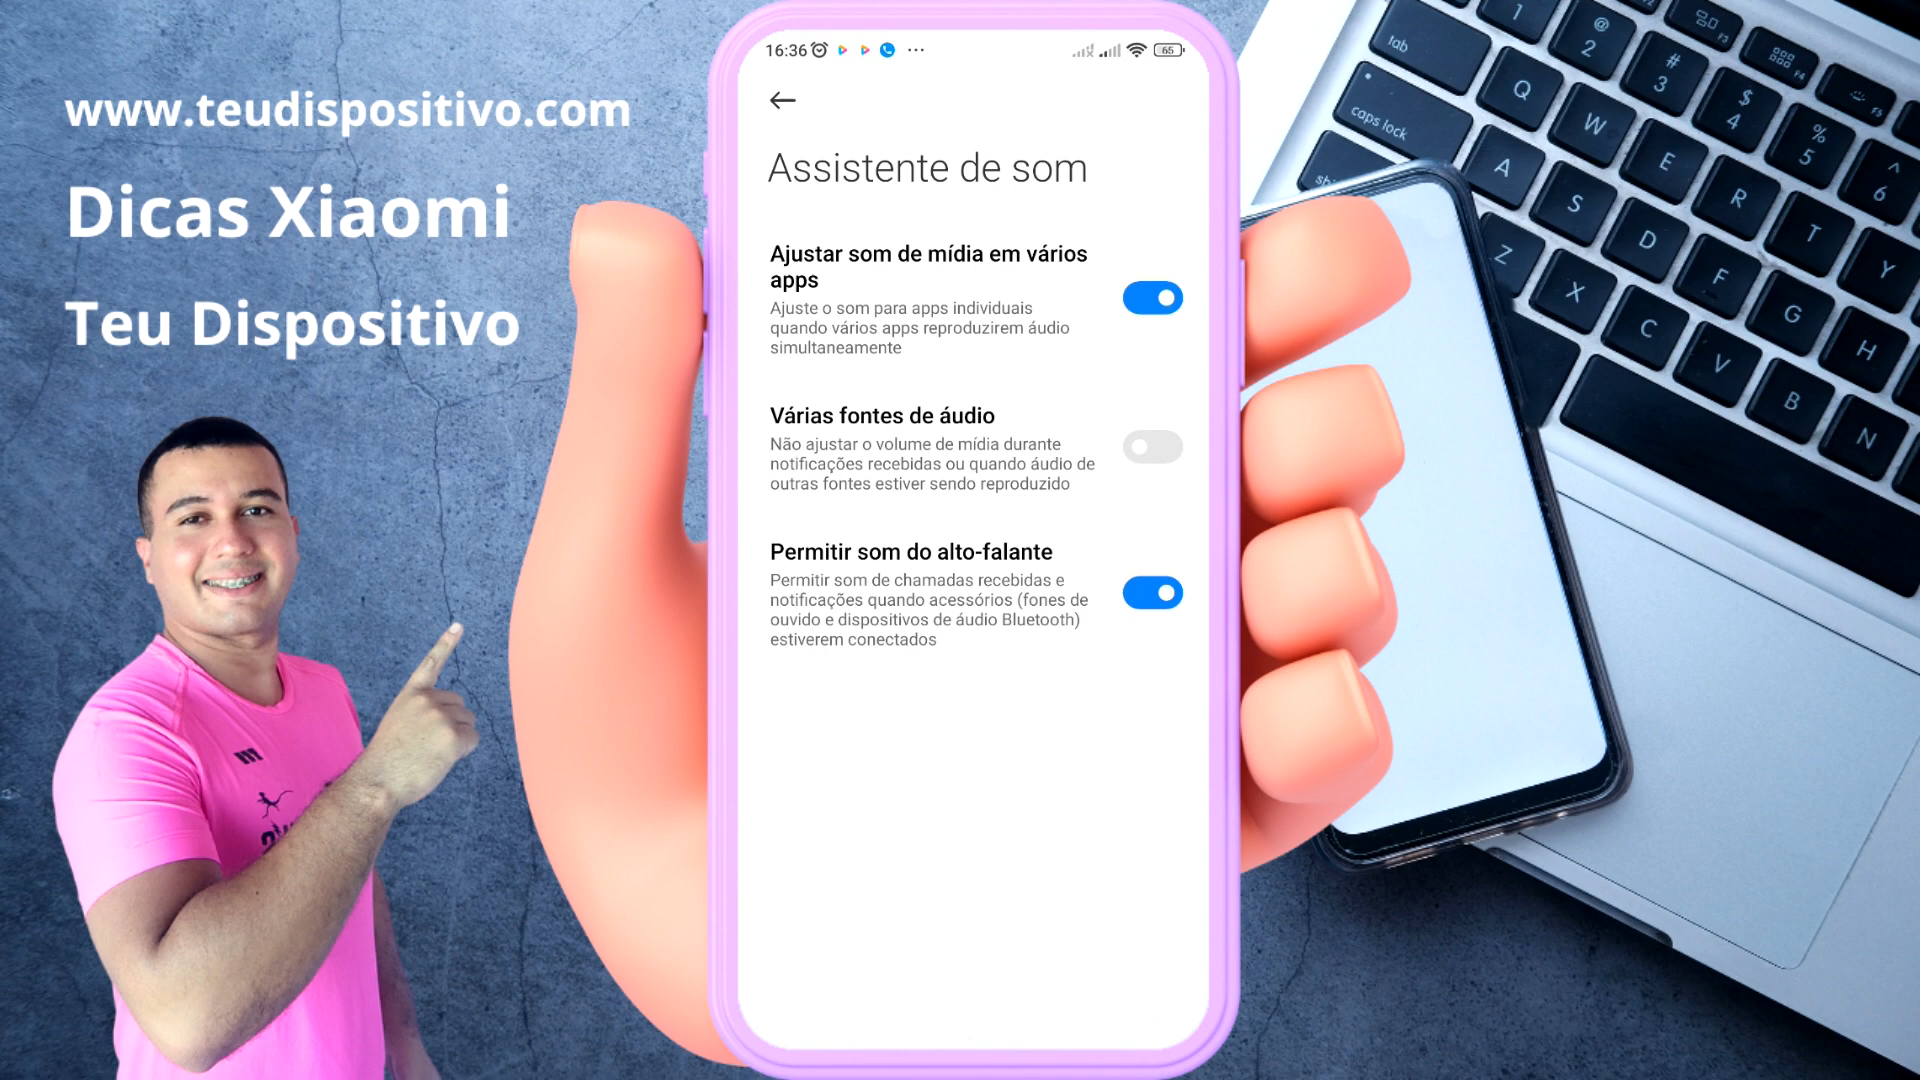 www.teudispositivo.com
Dicas Xiaomi
Teu Dispositivo
16:36
65
Assistente de som
Ajustar som de mídia em vários
apps
Ajuste o som para apps individuais
quando vários apps reproduzirem áudio
simultaneamente
Várias fontes de áudio
Não ajustar o volume de mídia durante
notificações recebidas ou quando áudio de
outras fontes estiver sendo reproduzido
Permitir som do alto-falante
Permitir som de chamadas recebidas e
notificações quando acessórios (fones de
ouvido e dispositivos de áudio Bluetooth)
estiverem conectados
tab
1
@ 2
# 3
$ 4
% 5
^ 6
F3
F4
F5
caps lock
Q
W
E
R
T
Y
A
S
D
F
G
H
Z
X
C
V
B
N